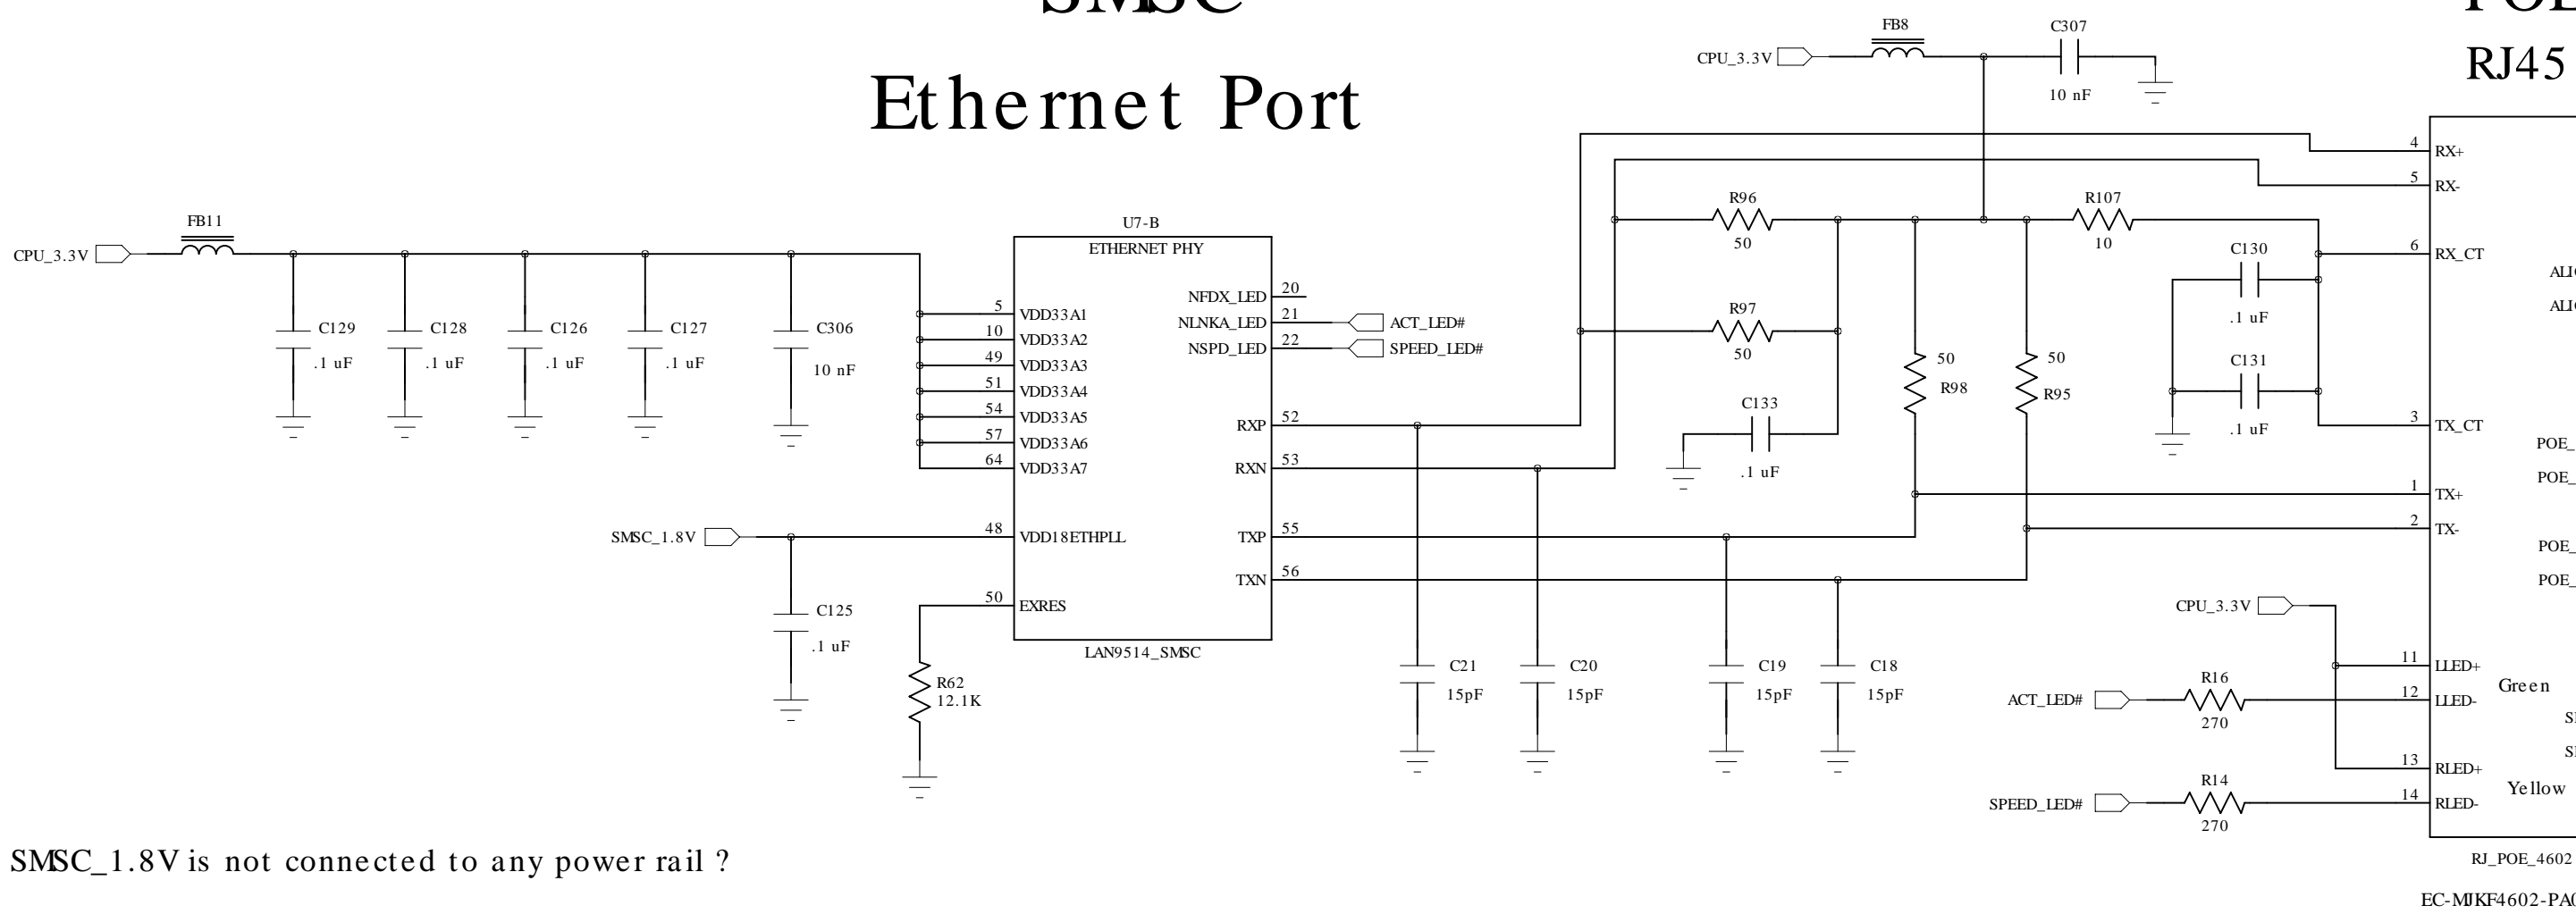 SMSC
Ethernet Port
RJ45
FB8
C307
CPU_3.3V
10 nF
FB11
CPU_3.3V
C129
.1 uF
C128
.1 uF
C126
.1 uF
C127
.1 uF
C306
10 nF
U7-B
ETHERNET PHY
5 VDD33A1
10 VDD33A2
49 VDD33A3
51 VDD33A4
54 VDD33A5
57 VDD33A6
64 VDD33A7
48 VDD18ETHPLL
50 EXRES
NFDX_LED 20
NLNKA_LED 21 ACT_LED#
NSPD_LED 22 SPEED_LED#
RXP 52
RXN 53
TXP 55
TXN 56
LAN9514_SMSC
SMSC_1.8V
C125
.1 uF
R62
12.1K
C21
15pF
C20
15pF
C19
15pF
C18
15pF
R96
50
R97
50
C133
.1 uF
50
R98
50
R95
R107
10
C130
.1 uF
C131
.1 uF
4 RX+
5 RX-
6 RX_CT
3 TX_CT
1 TX+
2 TX-
POE_
POE_
POE_
POE_
CPU_3.3V
11 LLED+
12 LLED-
Green
ACT_LED#
R16
270
13 RLED+
14 RLED-
Yellow
SPEED_LED#
R14
270
RJ_POE_4602
SMSC_1.8V is not connected to any power rail ?